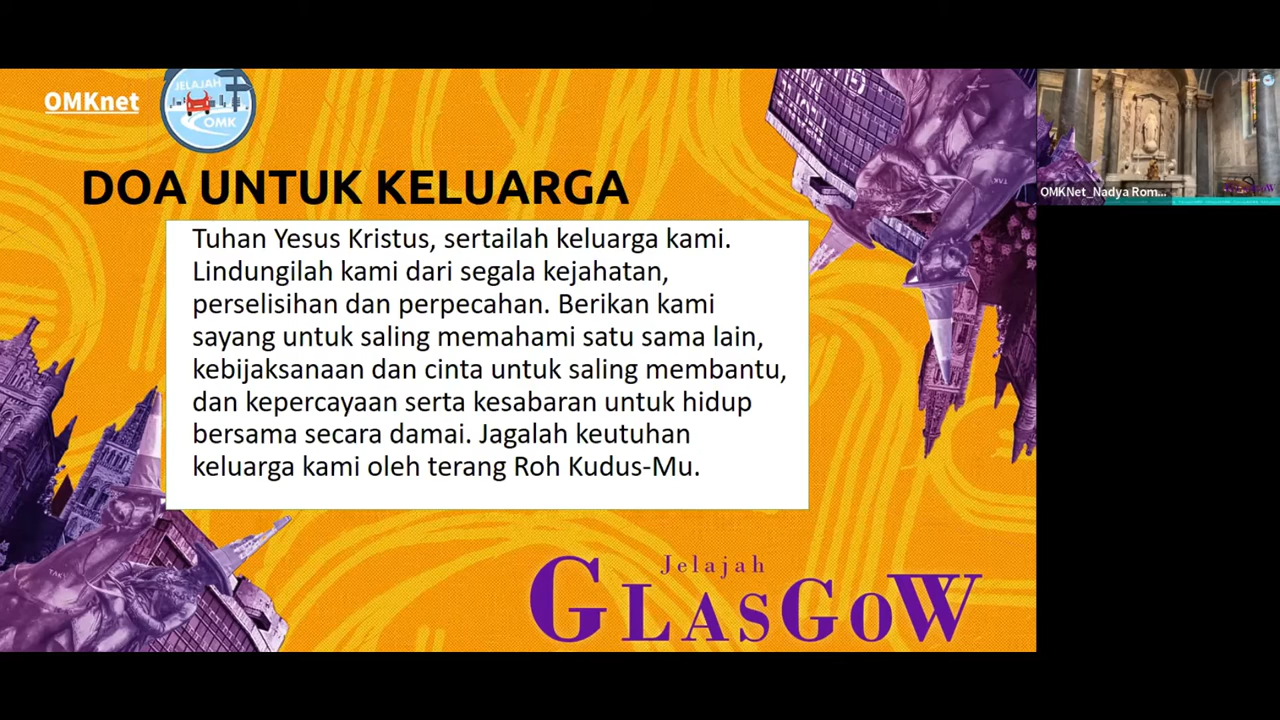 OMKnet
JELAJAH
OMK
DOA UNTUK KELUARGA
Tuhan Yesus Kristus, sertailah keluarga kami.
Lindungilah kami dari segala kejahatan,
perselisihan dan perpecahan. Berikan kami
sayang untuk saling memahami satu sama lain,
kebijaksanaan dan cinta untuk saling membantu,
dan kepercayaan serta kesabaran untuk hidup
bersama secara damai. Jagalah keutuhan
keluarga kami oleh terang Roh Kudus-Mu.
Jelajah
GLASGOW
OMKNet_Nadya Rom...